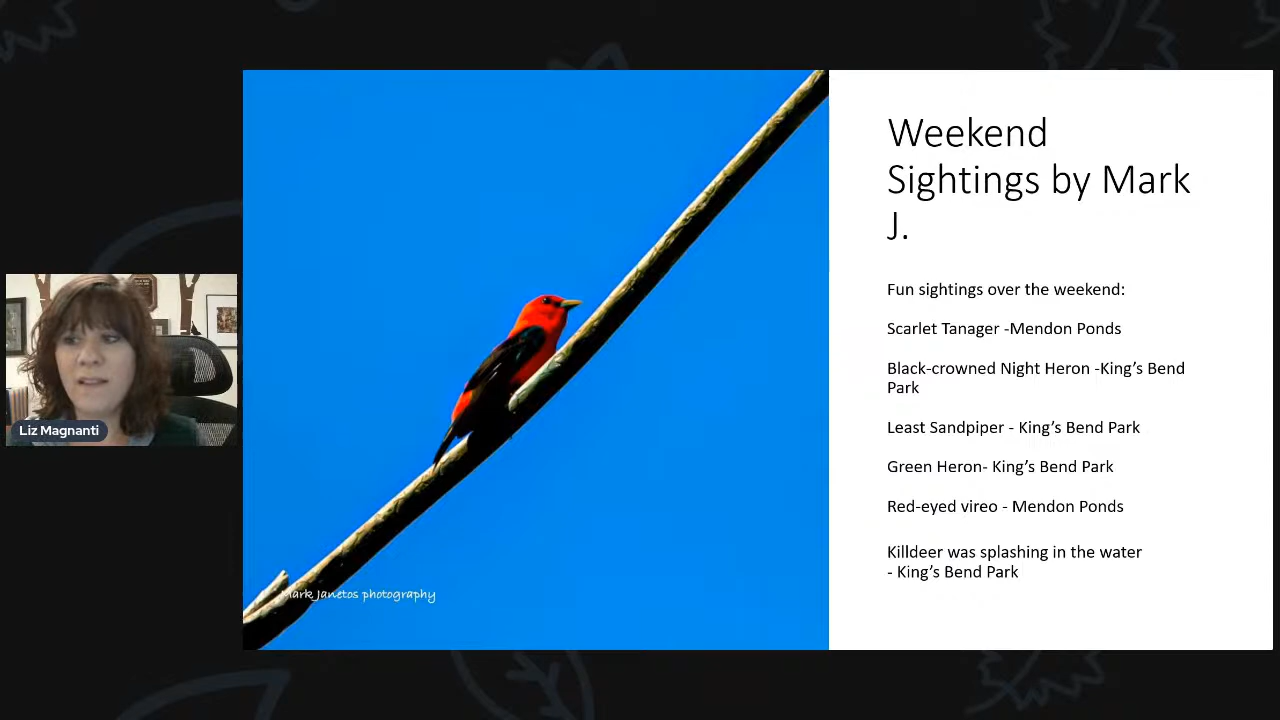 Weekend
Sightings by Mark
J.
Fun sightings over the weekend:
Scarlet Tanager -Mendon Ponds
Black-crowned Night Heron -King's Bend
Park
Least Sandpiper - King's Bend Park
Green Heron- King's Bend Park
Red-eyed vireo - Mendon Ponds
Killdeer was splashing in the water
- King's Bend Park
Liz Magnanti
Mark Janetos photography